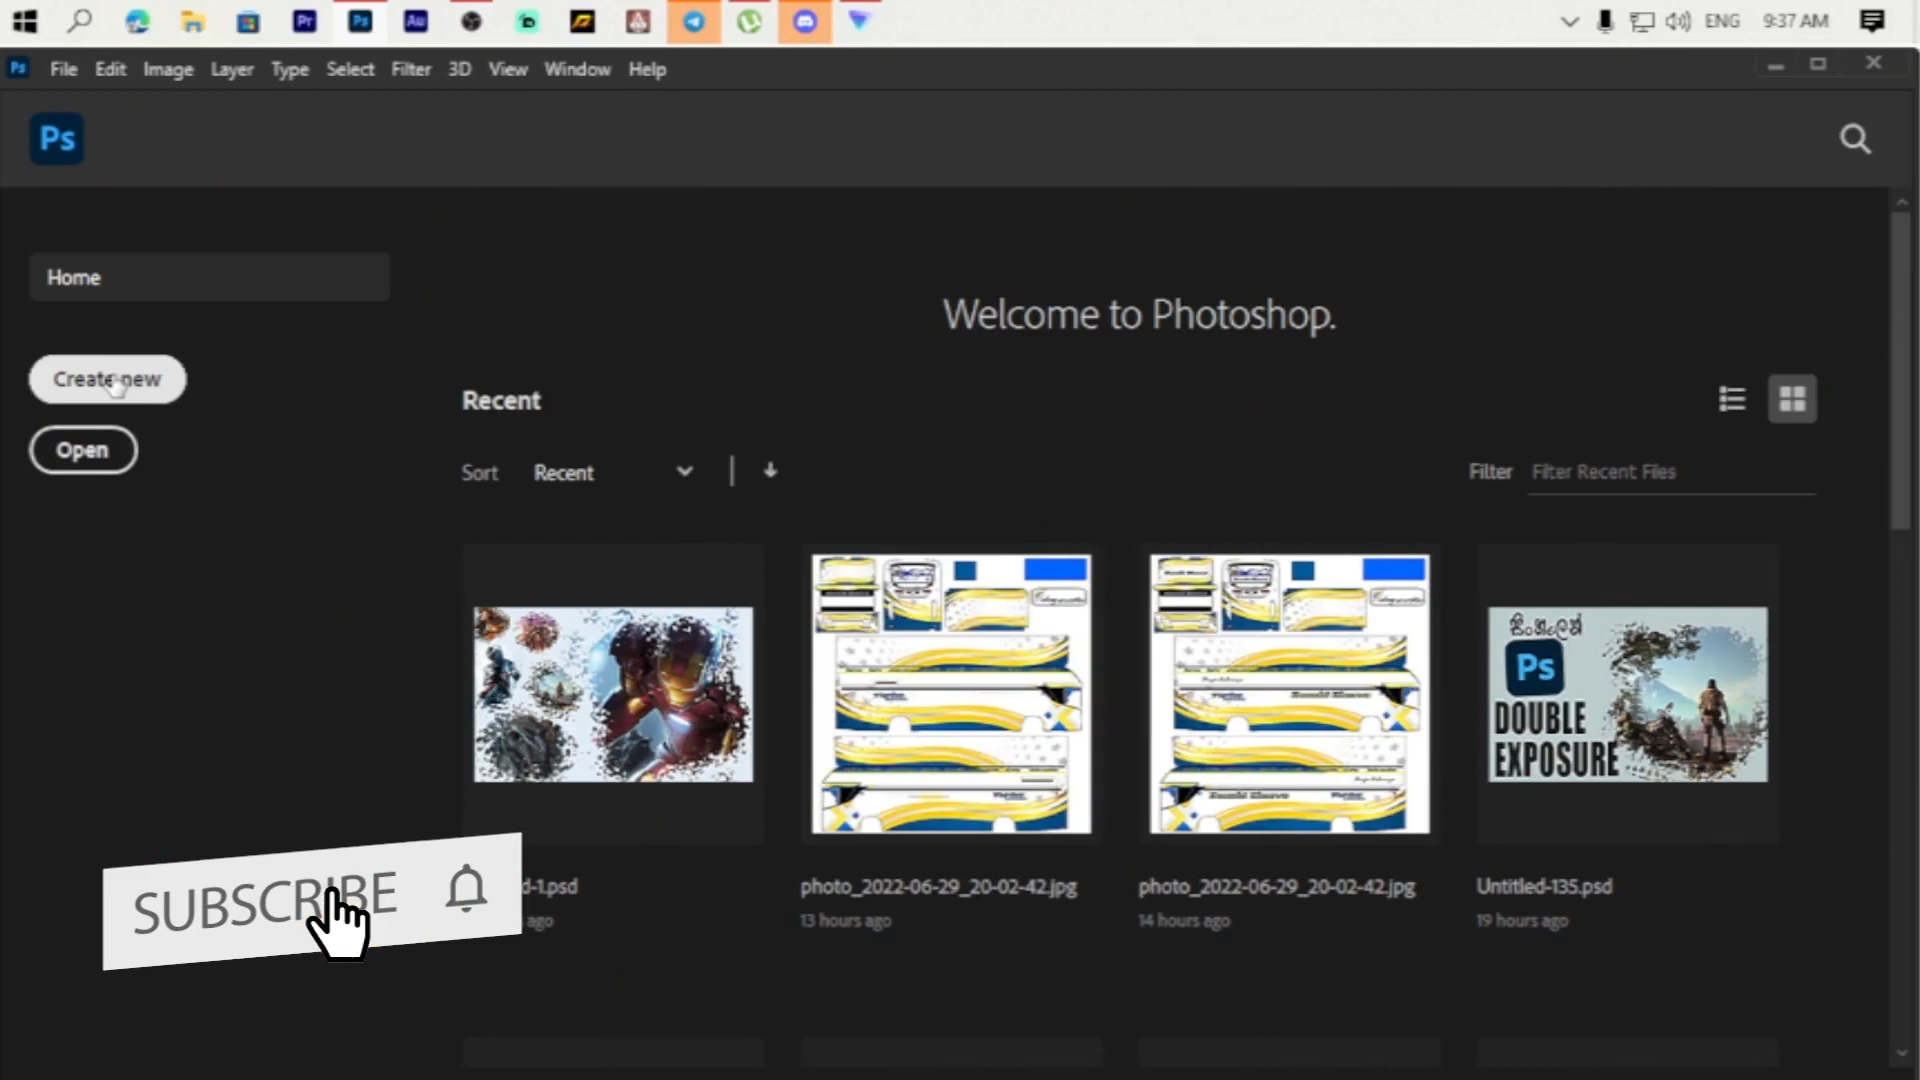 ENG 9:37 AM
Ps File Edit Image Layer Type Select Filter 3D View Window Help
Ps
Home
Welcome to Photoshop.
Create new
Recent
Open
Sort Recent
Filter Filter Recent Files
සිංහලෙන්
Ps
DOUBLE
EXPOSURE
d-1.psd
photo_2022-06-29_20-02-42.jpg
photo_2022-06-29_20-02-42.jpg
Untitled-135.psd
ago
13 hours ago
14 hours ago
19 hours ago
SUBSCRIBE